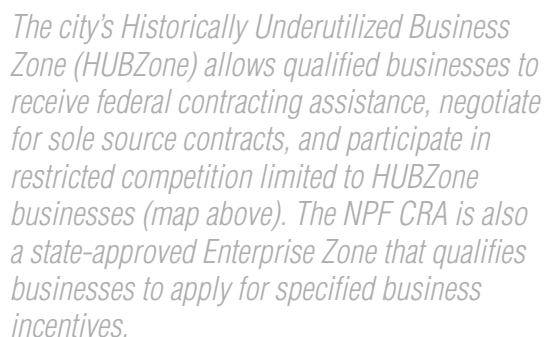 The city’s Historically Underutilized Business
Zone (HUBZone) allows qualified businesses to
receive federal contracting assistance, negotiate
for sole source contracts, and participate in
restricted competition limited to HUBZone
businesses (map above). The NPF CRA is also
a state-approved Enterprise Zone that qualifies
businesses to apply for specified business
incentives.